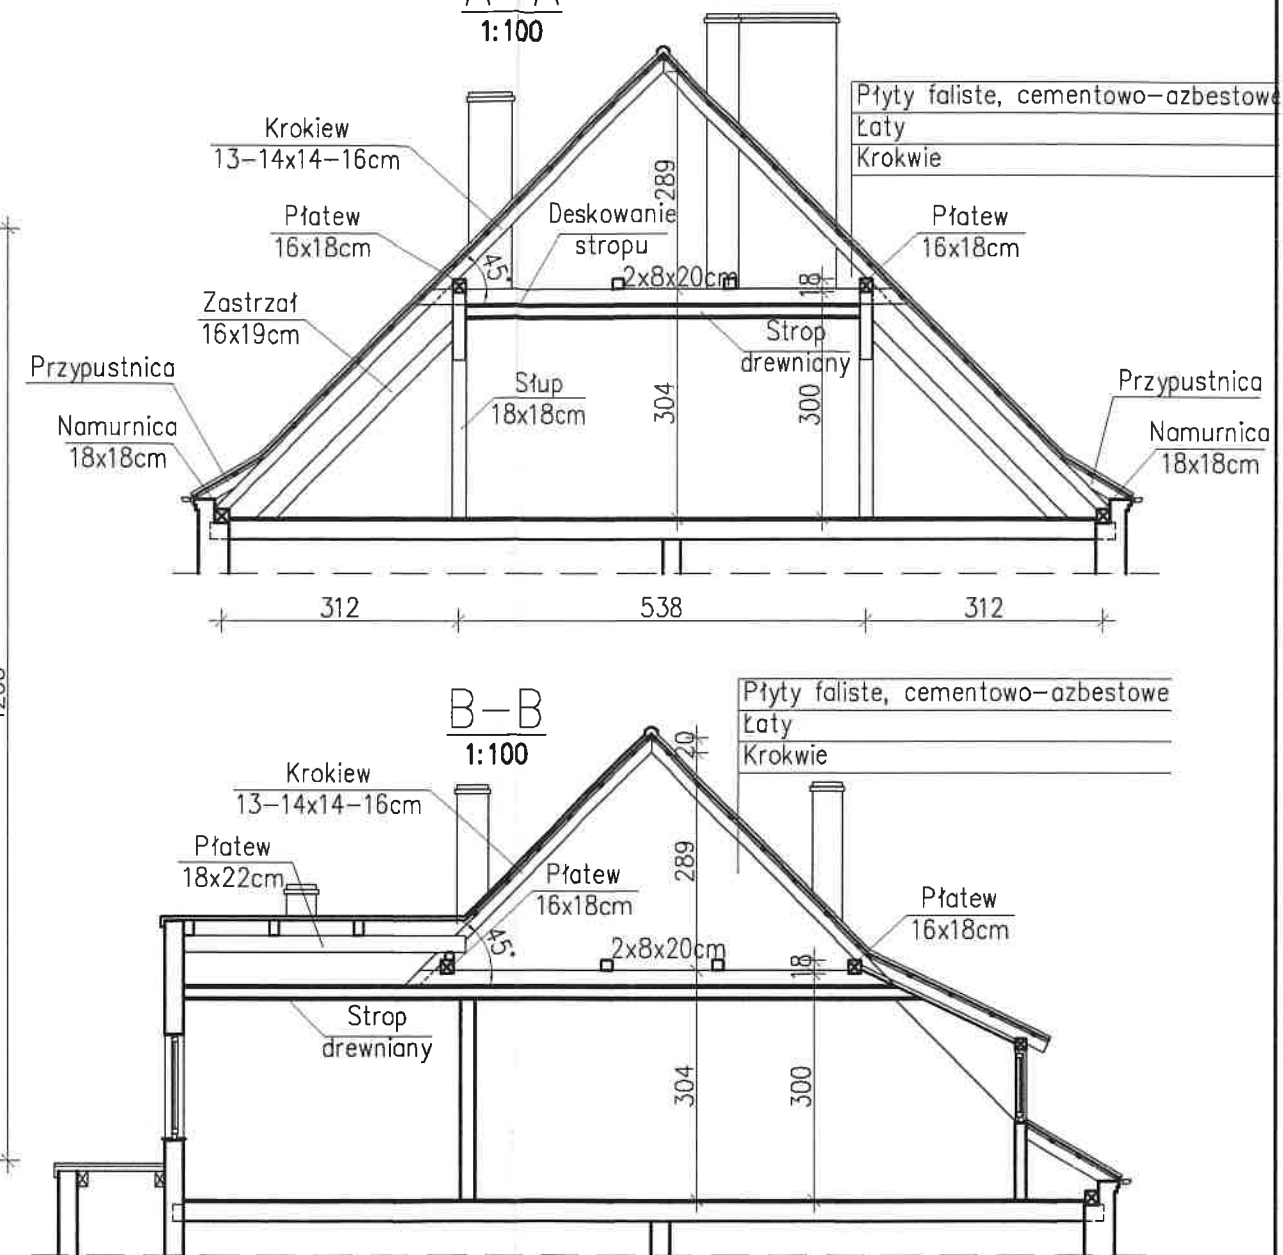 A-A
1:100
Płyty faliste, cementowo-azbestowe
Łaty
Krokwie
Krokiew
13-14x14-16cm
289
Płatew
16x18cm
Deskowanie
stropu
Płatew
16x18cm
45°
2x8x20cm
18
Zastrzał
16x19cm
Strop
drewniany
Przypustnica
Słup
18x18cm
304
300
Przypustnica
Namurnica
18x18cm
Namurnica
18x18cm
312
538
312
B-B
1:100
Płyty faliste, cementowo-azbestowe
Łaty
Krokwie
20
Krokiew
13-14x14-16cm
Płatew
18x22cm
289
Płatew
16x18cm
Płatew
16x18cm
45°
2x8x20cm
18
Strop
drewniany
304
300